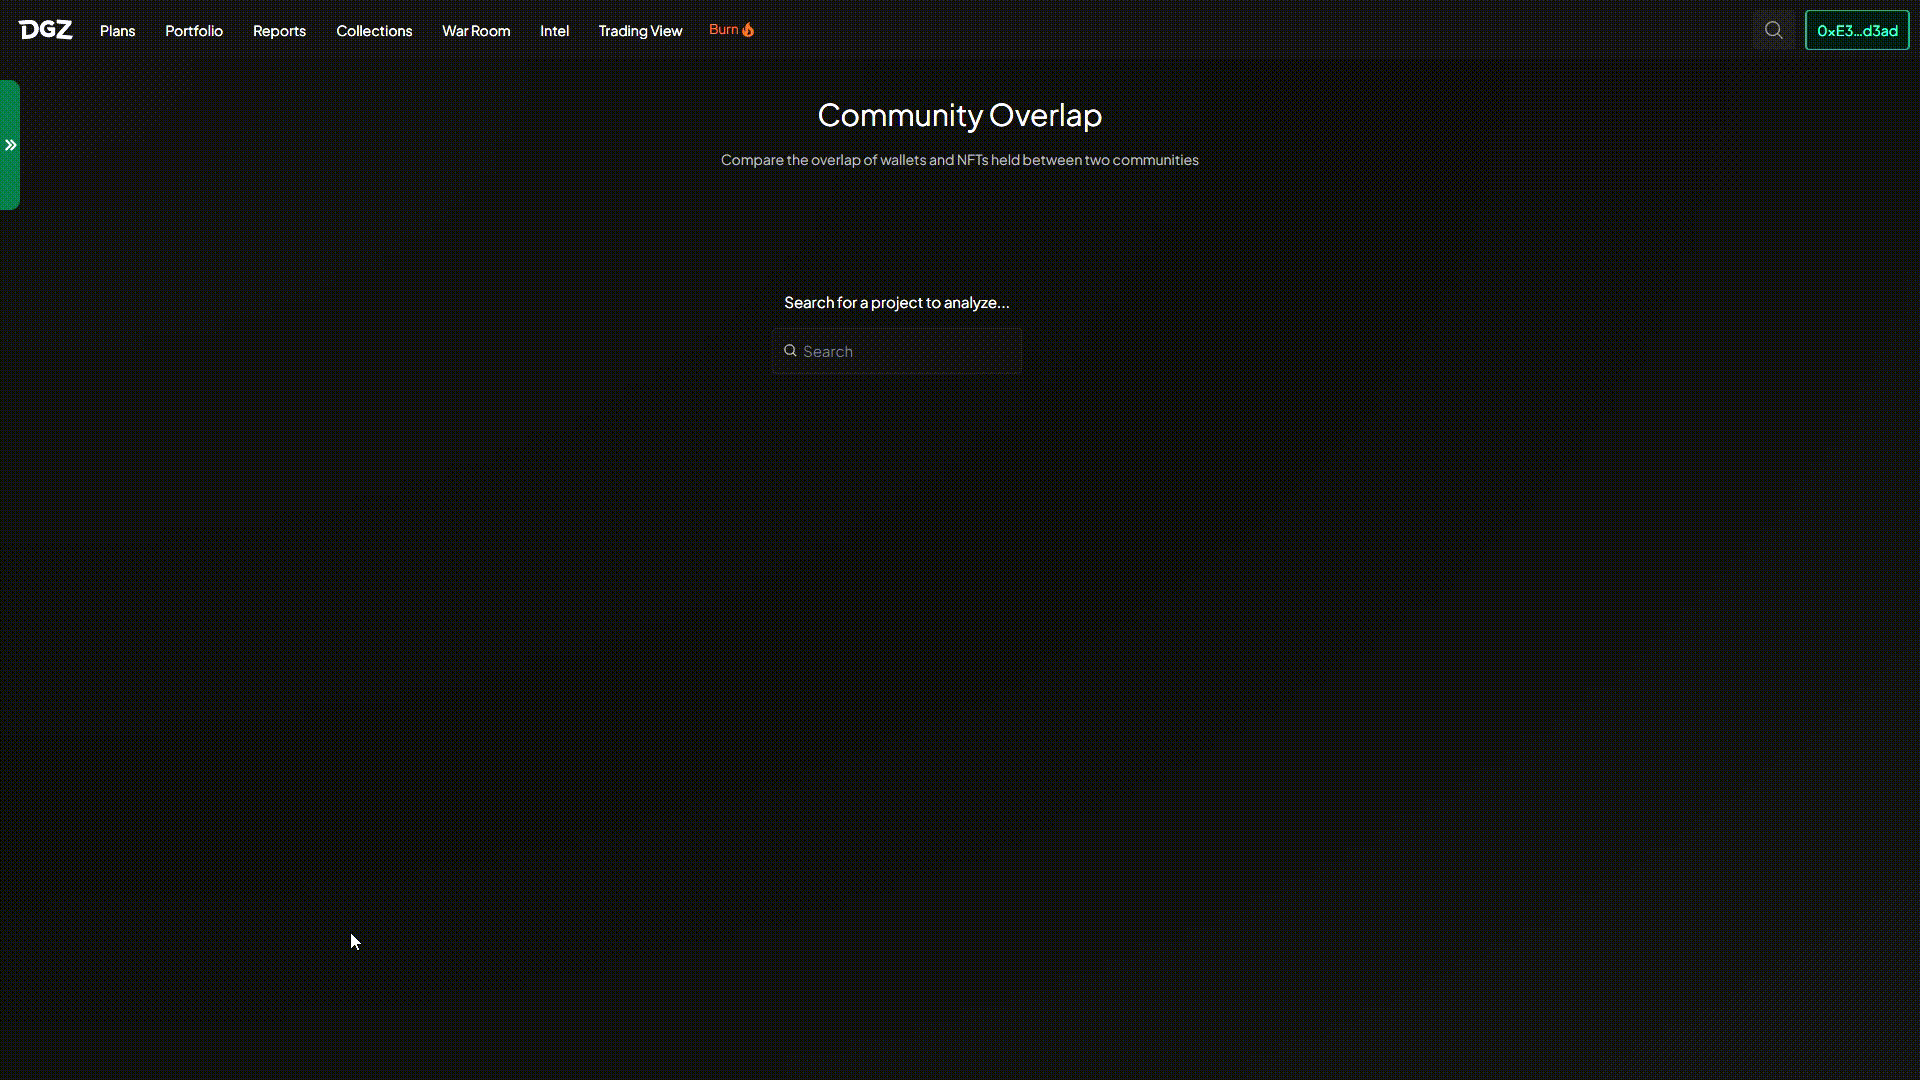 DGZ Plans Portfolio Reports Collections War Room Intel Trading View Burn 0xE3...d3ad
Community Overlap
Compare the overlap of wallets and NFTs held between two communities
Search for a project to analyze...
Search